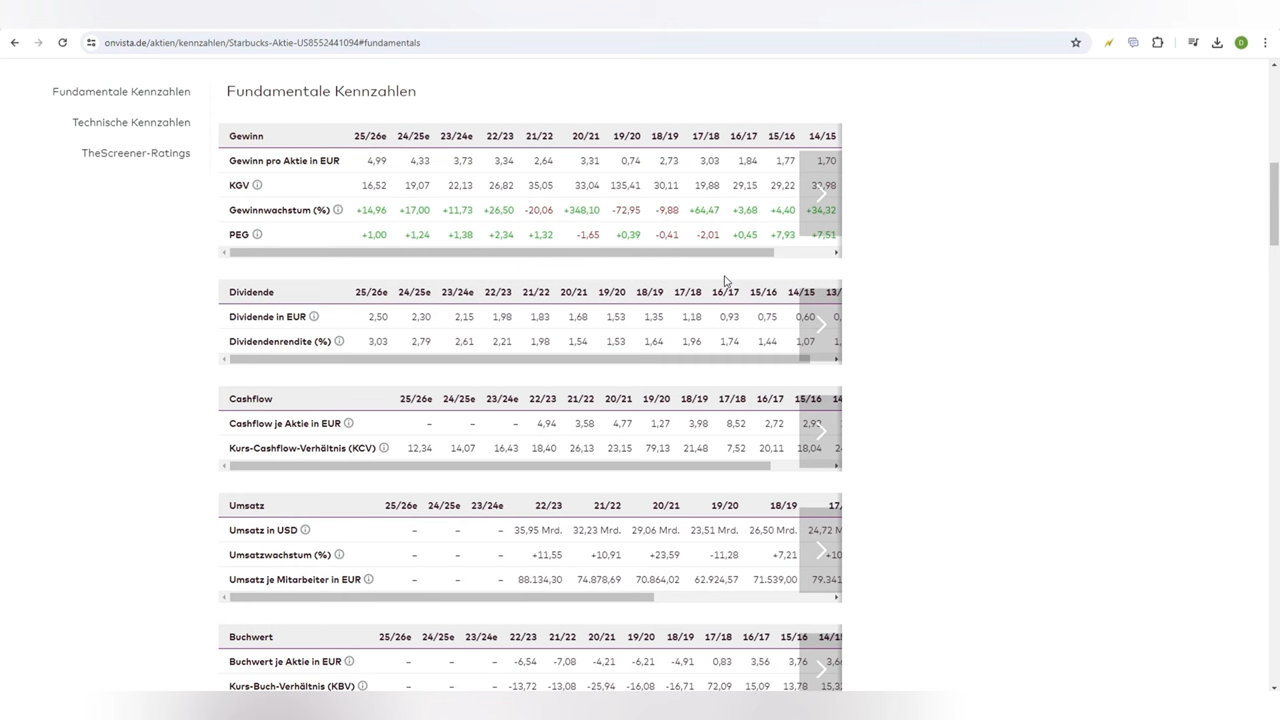 onvista.de/aktien/kennzahlen/Starbucks-Aktie-US8552441094#fundamentals
D
Fundamentale Kennzahlen
Technische Kennzahlen
TheScreener-Ratings
Fundamentale Kennzahlen
Gewinn 25/26e 24/25e 23/24e 22/23 21/22 20/21 19/20 18/19 17/18 16/17 15/16 14/15
Gewinn pro Aktie in EUR 4,99 4,33 3,73 3,34 2,64 3,31 0,74 2,73 3,03 1,84 1,77 1,70
KGV 16,52 19,07 22,13 26,82 35,05 33,04 135,41 30,11 19,88 29,15 29,22
Gewinnwachstum (%) +14,96 +17,00 +11,73 +26,50 -20,06 +348,10 -72,95 -9,88 +64,47 +3,68 +4,40 +34,32
PEG +1,00 +1,24 +1,38 +2,34 +1,32 -1,65 +0,39 -0,41 -2,01 +0,45 +7,93 +7,51
Dividende 25/26e 24/25e 23/24e 22/23 21/22 20/21 19/20 18/19 17/18 16/17 15/16 14/15 13/
Dividende in EUR 2,50 2,30 2,15 1,98 1,83 1,68 1,53 1,35 1,18 0,93 0,75 0,60 0,
Dividendenrendite (%) 3,03 2,79 2,61 2,21 1,98 1,54 1,53 1,64 1,96 1,74 1,44 1,07 1,
Cashflow 25/26e 24/25e 23/24e 22/23 21/22 20/21 19/20 18/19 17/18 16/17 15/16 14
Cashflow je Aktie in EUR – – – 4,94 3,58 4,77 1,27 3,98 8,52 2,72
Kurs-Cashflow-Verhältnis (KCV) 12,34 14,07 16,43 18,40 26,13 23,15 79,13 21,48 7,52 20,11 18,04
Umsatz 25/26e 24/25e 23/24e 22/23 21/22 20/21 19/20 18/19 17/
Umsatz in USD – – – 35,95 Mrd. 32,23 Mrd. 29,06 Mrd. 23,51 Mrd. 26,50 Mrd. 24,72 M
Umsatzwachstum (%) – – – +11,55 +10,91 +23,59 -11,28 +7,21 +10
Umsatz je Mitarbeiter in EUR – – – 88.134,30 74.878,69 70.864,02 62.924,57 71.539,00 79.341
Buchwert 25/26e 24/25e 23/24e 22/23 21/22 20/21 19/20 18/19 17/18 16/17 15/16 14/1
Buchwert je Aktie in EUR – – – -6,54 -7,08 -4,21 -6,21 -4,91 0,83 3,56 3,76 3,6
Kurs-Buch-Verhältnis (KBV) – – – -13,72 -13,08 -25,94 -16,08 -16,71 72,09 15,09 13,78 15,3